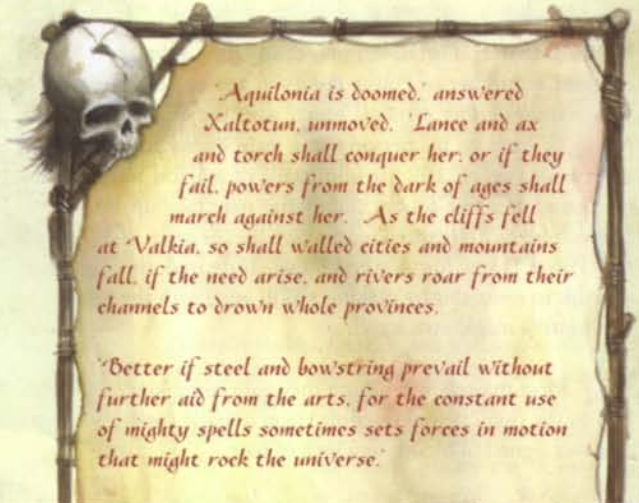 'Aquilonia is doomed,' answered
Xaltotun, unmoved. 'Lance and ax
and torch shall conquer her; or if they
fail, powers from the dark of ages shall
march against her. As the cliffs fell
at Valkia, so shall walled cities and mountains
fall, if the need arise, and rivers roar from their
channels to drown whole provinces.
'Better if steel and bowstring prevail without
further aid from the arts, for the constant use
of mighty spells sometimes sets forces in motion
that might rock the universe.'